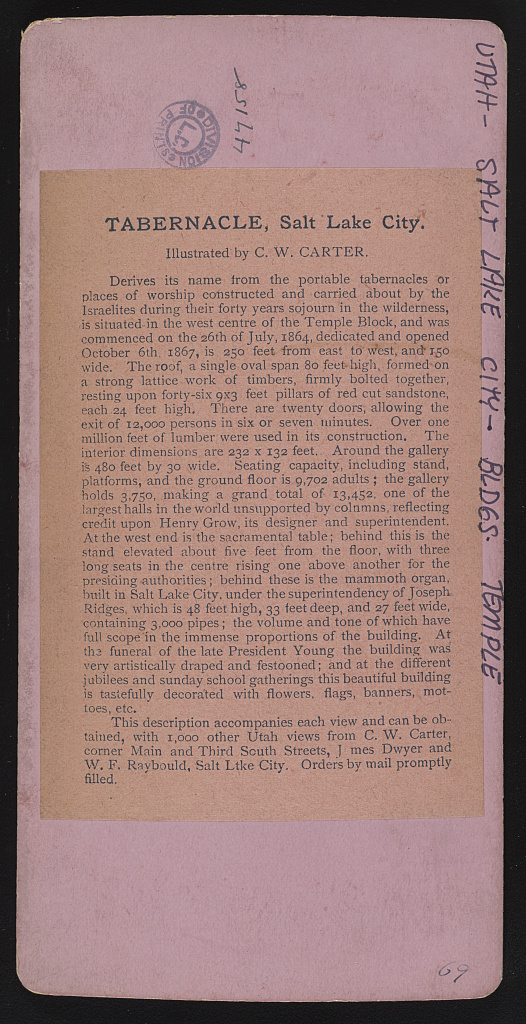 DIVISION OF PRINTS
47158
UTAH- SALT LAKE CITY- BLDGS. TEMPLE
TABERNACLE, Salt Lake City.
Illustrated by C. W. CARTER.
Derives its name from the portable tabernacles or
places of worship constructed and carried about by the
Israelites during their forty years sojourn in the wilderness,
is situated in the west centre of the Temple Block, and was
commenced on the 26th of July, 1864, dedicated and opened
October 6th, 1867, is 250 feet from east to west, and 150
wide. The roof, a single oval span 80 feet high, formed on
a strong lattice work of timbers, firmly bolted together,
resting upon forty-six 9x3 feet pillars of red cut sandstone,
each 24 feet high. There are twenty doors, allowing the
exit of 12,000 persons in six or seven minutes. Over one
million feet of lumber were used in its construction. The
interior dimensions are 232 x 132 feet. Around the gallery
is 480 feet by 30 wide. Seating capacity, including stand,
platforms, and the ground floor is 9,702 adults; the gallery
holds 3,750, making a grand total of 13,452, one of the
largest halls in the world unsupported by colnmns, reflecting
credit upon Henry Grow, its designer and superintendent.
At the west end is the sacramental table; behind this is the
stand elevated about five feet from the floor, with three
long seats in the centre rising one above another for the
presiding authorities; behind these is the mammoth organ,
built in Salt Lake City, under the superintendency of Joseph
Ridges, which is 48 feet high, 33 feet deep, and 27 feet wide,
containing 3,000 pipes; the volume and tone of which have
full scope in the immense proportions of the building. At
the funeral of the late President Young the building was
very artistically draped and festooned; and at the different
jubilees and sunday school gatherings this beautiful building
is tastefully decorated with flowers, flags, banners, mot-
toes, etc.
This description accompanies each view and can be ob-
tained, with 1,000 other Utah views from C. W. Carter,
corner Main and Third South Streets, J mes Dwyer and
W. F. Raybould, Salt Ltke City. Orders by mail promptly
filled.
69